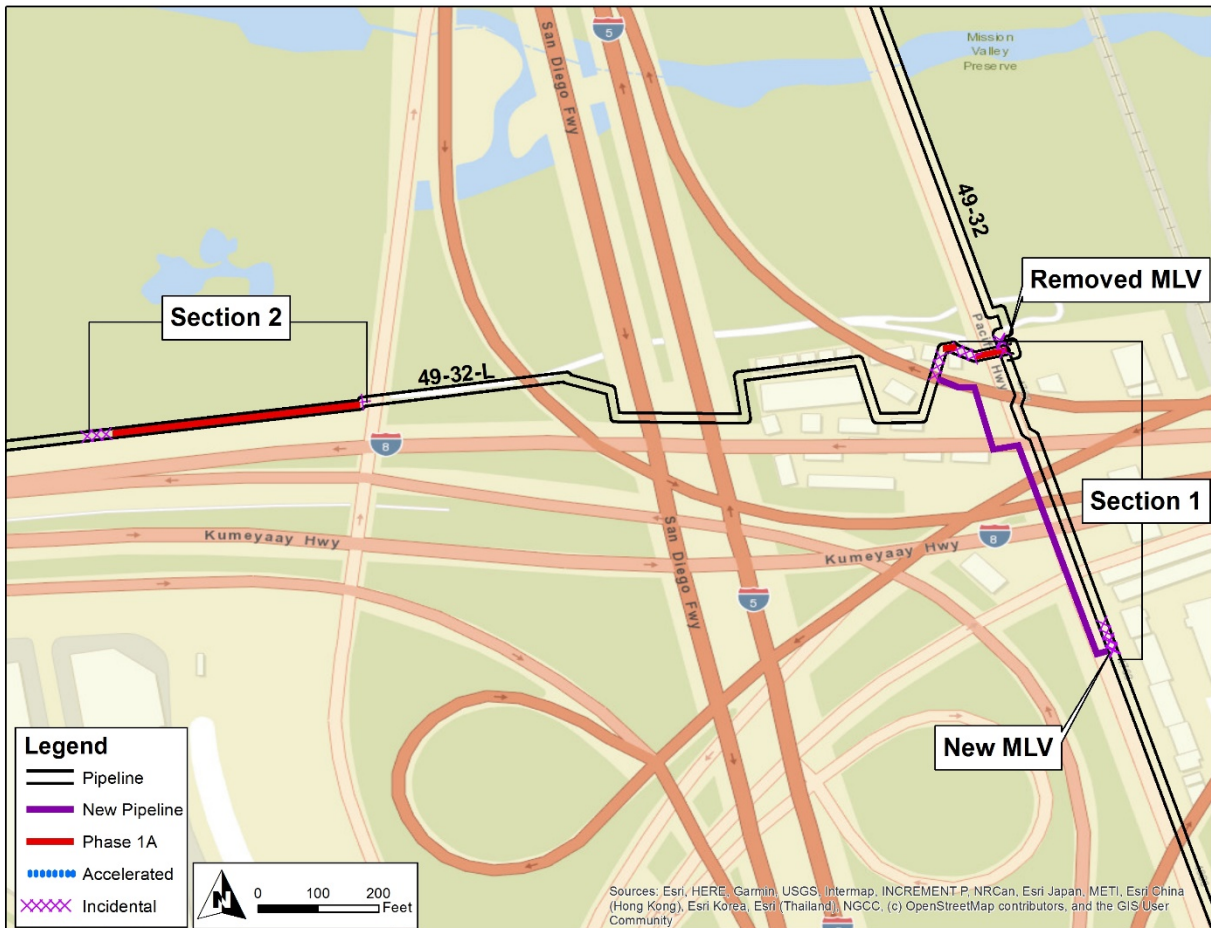 5
San Diego Fwy
Mission
Valley
Preserve
49-32
Removed MLV
Pacific Hwy
Section 2
49-32-L
8
Section 1
San Diego Fwy
8
Kumeyaay Hwy
Kumeyaay Hwy
5
New MLV
Legend
Pipeline
New Pipeline
Phase 1A
Accelerated
Incidental
N
0 100 200
Feet
Sources: Esri, HERE, Garmin, USGS, Intermap, INCREMENT P, NRCan, Esri Japan, METI, Esri China
(Hong Kong), Esri Korea, Esri (Thailand), NGCC, (c) OpenStreetMap contributors, and the GIS User
Community